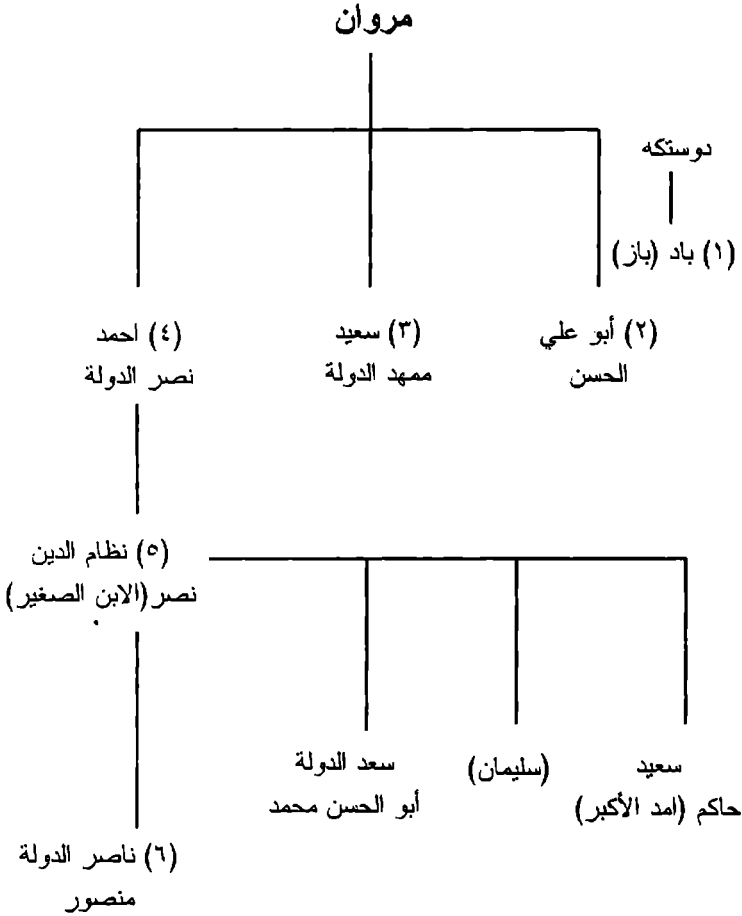 مروان
دوستكه
(١) باد (باز)
(٢) أبو علي
الحسن
(٣) سعيد
ممهد الدولة
(٤) احمد
نصر الدولة
(٥) نظام الدين
نصر (الابن الصغير)
سعيد
حاكم (امد الأكبر)
(سليمان)
سعد الدولة
أبو الحسن محمد
(٦) ناصر الدولة
منصور